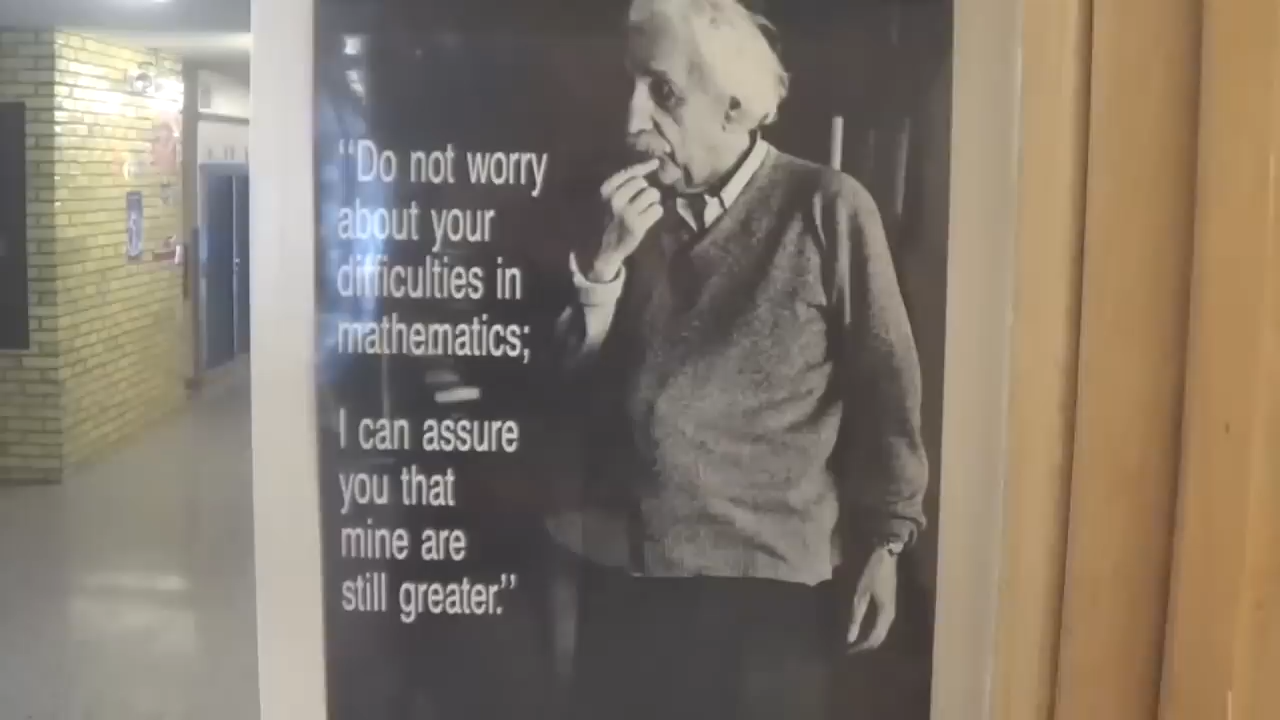 “Do not worry
about your
difficulties in
mathematics;
I can assure
you that
mine are
still greater.”